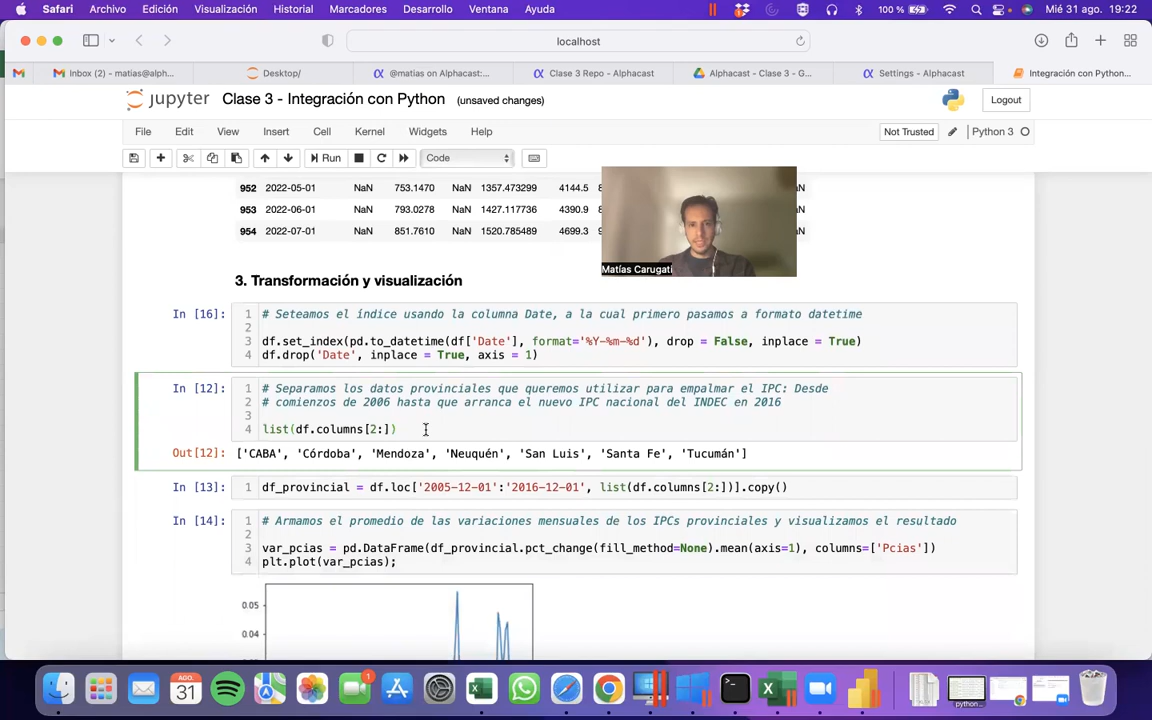 Safari Archivo Edición Visualización Historial Marcadores Desarrollo Ventana Ayuda 100 % Mié 31 ago. 19:22
localhost
Inbox (2) - matias@alph...
Desktop/
@matias on Alphacast:...
Clase 3 Repo - Alphacast
Alphacast - Clase 3 - G...
Settings - Alphacast
Integración con Python...
jupyter Clase 3 - Integración con Python (unsaved changes)
Logout
File Edit View Insert Cell Kernel Widgets Help
Not Trusted Python 3
Run Code
952 2022-05-01 NaN 753.1470 NaN 1357.473299 4144.5
953 2022-06-01 NaN 793.0278 NaN 1427.117736 4390.9
954 2022-07-01 NaN 851.7610 NaN 1520.785489 4699.3
Matías Carugati
3. Transformación y visualización
In [16]:
1 # Seteamos el índice usando la columna Date, a la cual primero pasamos a formato datetime
2
3 df.set_index(pd.to_datetime(df['Date'], format='%Y-%m-%d'), drop = False, inplace = True)
4 df.drop('Date', inplace = True, axis = 1)
In [12]:
1 # Separamos los datos provinciales que queremos utilizar para empalmar el IPC: Desde
2 # comienzos de 2006 hasta que arranca el nuevo IPC nacional del INDEC en 2016
3
4 list(df.columns[2:])
Out[12]: ['CABA', 'Córdoba', 'Mendoza', 'Neuquén', 'San Luis', 'Santa Fe', 'Tucumán']
In [13]: 1 df_provincial = df.loc['2005-12-01':'2016-12-01', list(df.columns[2:])].copy()
In [14]:
1 # Armamos el promedio de las variaciones mensuales de los IPCs provinciales y visualizamos el resultado
2
3 var_pcias = pd.DataFrame(df_provincial.pct_change(fill_method=None).mean(axis=1), columns=['Pcias'])
4 plt.plot(var_pcias);
0.05
0.04
AGO.
31
1
python...